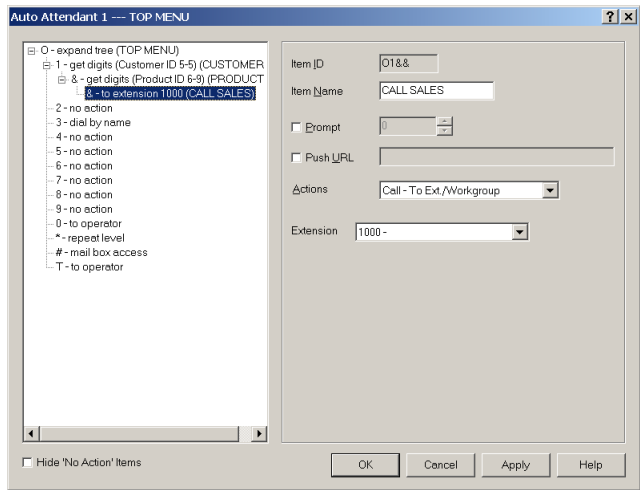 Auto Attendant 1 --- TOP MENU
O - expand tree (TOP MENU)
1 - get digits (Customer ID 5-5) (CUSTOMER
& - get digits (Product ID 6-9) (PRODUCT
& - to extension 1000 (CALL SALES)
2 - no action
3 - dial by name
4 - no action
5 - no action
6 - no action
7 - no action
8 - no action
9 - no action
0 - to operator
* - repeat level
# - mail box access
T - to operator
Hide 'No Action' Items
Item ID O1&&
Item Name CALL SALES
Prompt 0
Push URL
Actions Call - To Ext./Workgroup
Extension 1000 -
OK Cancel Apply Help